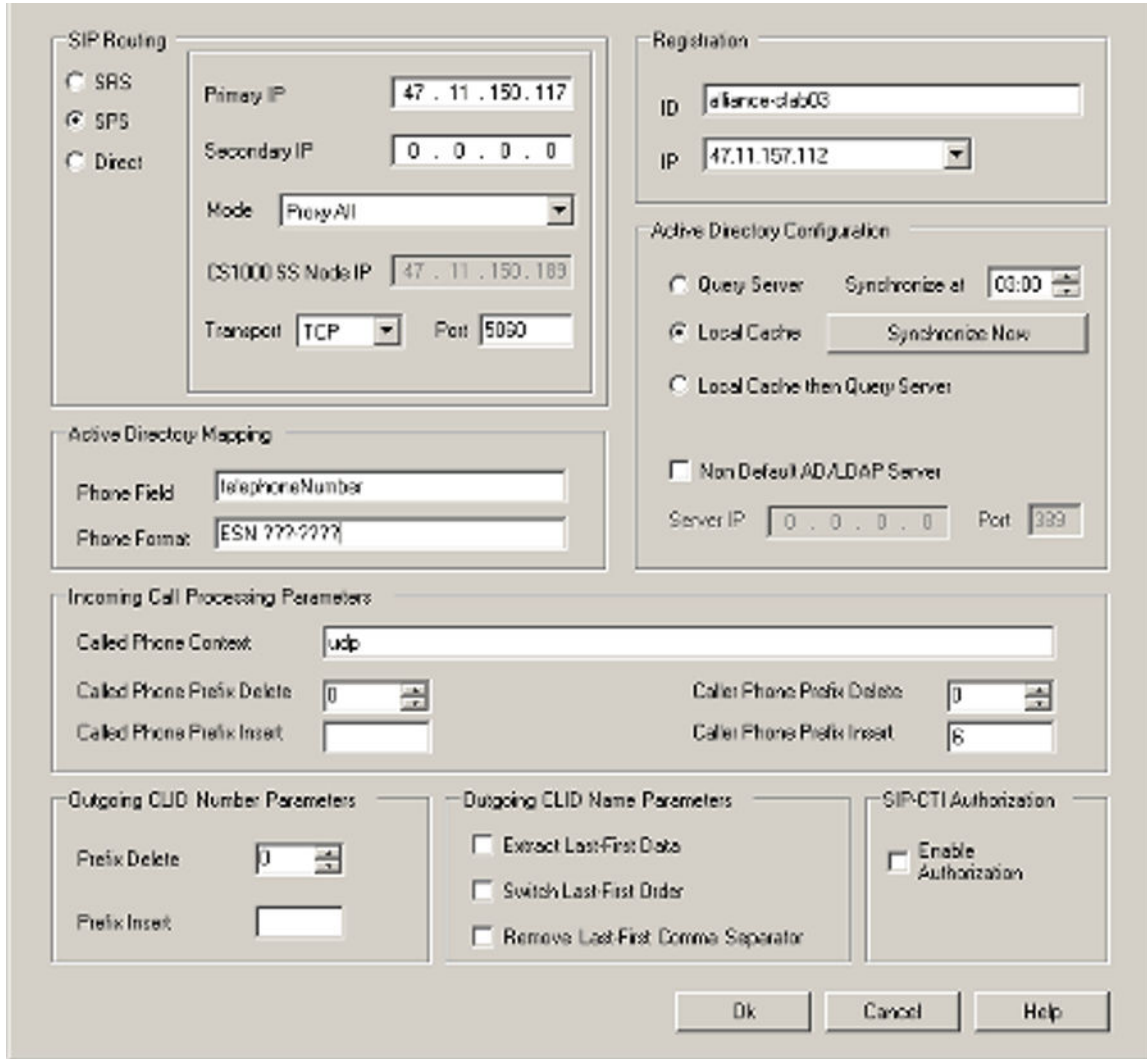 SIP Routing
SRS
SPS
Direct
Primary IP 47 . 11 . 150 . 117
Secondary IP 0 . 0 . 0 . 0
Mode Proxy All
CS1000 SS Node IP 47 . 11 . 150 . 189
Transport TCP Port 5060
Registration
ID alliance-clab03
IP 47.11.157.112
Active Directory Configuration
Query Server Synchronize at 03:00
Local Cache Synchronize Now
Local Cache then Query Server
Non Default AD/LDAP Server
Server IP 0 . 0 . 0 . 0 Port 389
Active Directory Mapping
Phone Field telephoneNumber
Phone Format ESN ???-????
Incoming Call Processing Parameters
Called Phone Context udp
Called Phone Prefix Delete 0
Caller Phone Prefix Delete 0
Called Phone Prefix Insert
Caller Phone Prefix Insert 6
Outgoing CLID Number Parameters
Prefix Delete 0
Prefix Insert
Outgoing CLID Name Parameters
Extract Last-First Data
Switch Last-First Order
Remove Last-First Comma Separator
SIP-CTI Authorization
Enable
Authorization
Ok Cancel Help